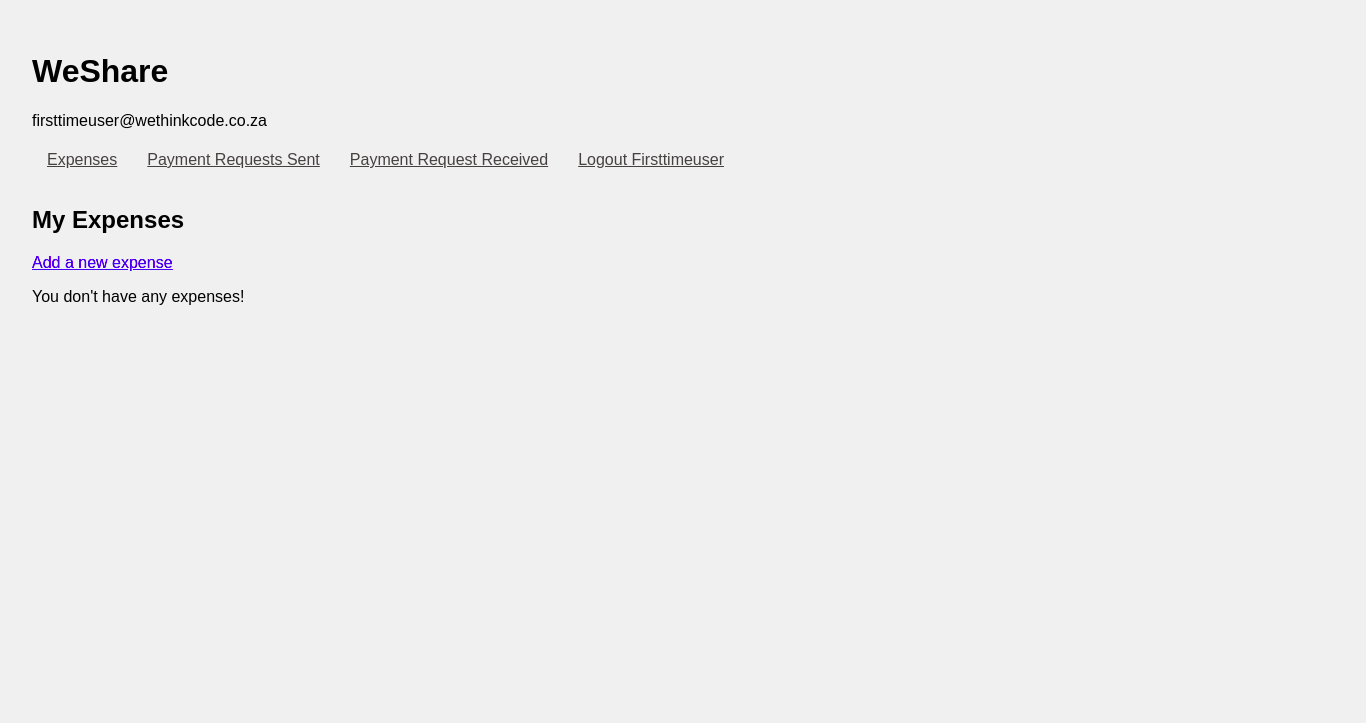 WeShare
firsttimeuser@wethinkcode.co.za
Expenses Payment Requests Sent Payment Request Received Logout Firsttimeuser
My Expenses
Add a new expense
You don't have any expenses!